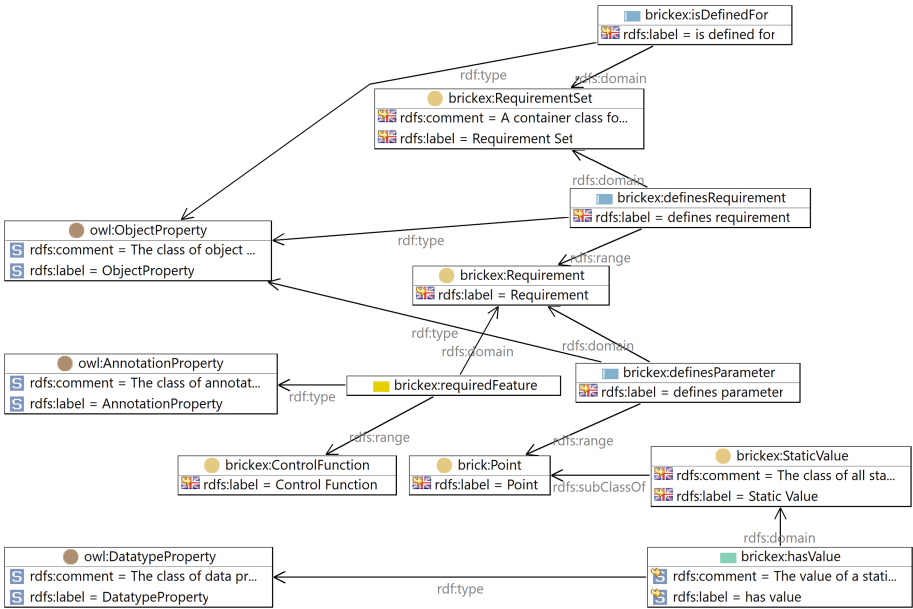 brickex:isDefinedFor
rdfs:label = is defined for
rdf:type
rdfs:domain
brickex:RequirementSet
rdfs:comment = A container class fo...
rdfs:label = Requirement Set
rdfs:domain
brickex:definesRequirement
rdfs:label = defines requirement
owl:ObjectProperty
rdfs:comment = The class of object ...
rdfs:label = ObjectProperty
rdf:type
rdfs:range
brickex:Requirement
rdfs:label = Requirement
rdf:type
rdfs:domain
rdfs:domain
owl:AnnotationProperty
rdfs:comment = The class of annotat...
rdfs:label = AnnotationProperty
rdf:type
brickex:requiredFeature
brickex:definesParameter
rdfs:label = defines parameter
rdfs:range
rdfs:range
brickex:ControlFunction
rdfs:label = Control Function
brick:Point
rdfs:label = Point
rdfs:subClassOf
brickex:StaticValue
rdfs:comment = The class of all sta...
rdfs:label = Static Value
rdfs:domain
owl:DatatypeProperty
rdfs:comment = The class of data pr...
rdfs:label = DatatypeProperty
rdf:type
brickex:hasValue
rdfs:comment = The value of a stati...
rdfs:label = has value